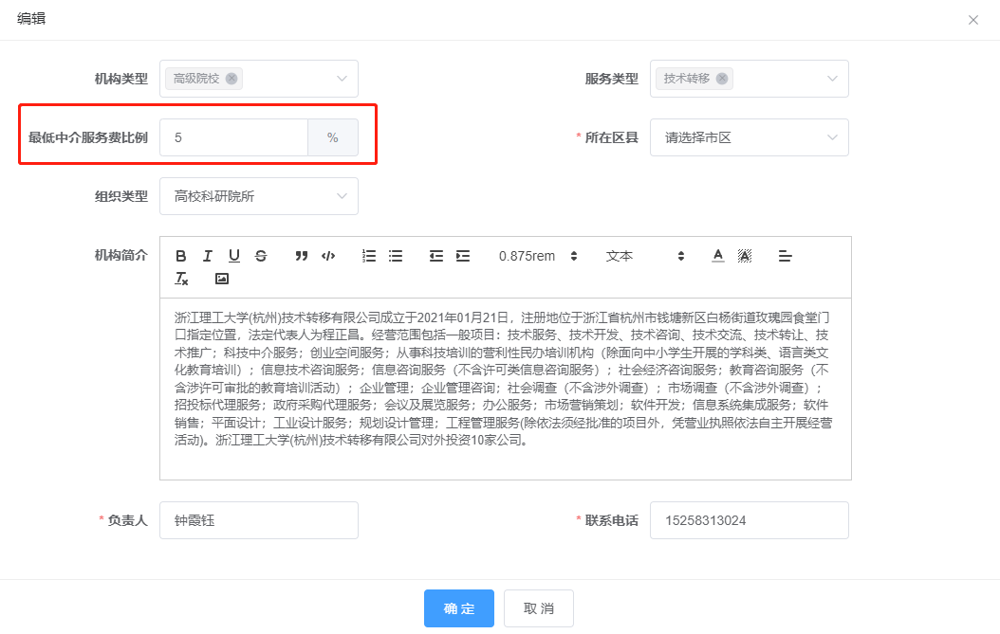 编辑
机构类型 高级院校 服务类型 技术转移
最低中介服务费比例 5 % * 所在区县 请选择市区
组织类型 高校科研院所
机构简介 B I U S 0.875rem 文本 A A
浙江理工大学(杭州)技术转移有限公司成立于2021年01月21日，注册地位于浙江省杭州市钱塘新区白杨街道玫瑰园食堂门
口指定位置，法定代表人为程正昌。经营范围包括一般项目：技术服务、技术开发、技术咨询、技术交流、技术转让、技
术推广；科技中介服务；创业空间服务；从事科技培训的营利性民办培训机构（除面向中小学生开展的学科类、语言类文
化教育培训）；信息技术咨询服务；信息咨询服务（不含许可类信息咨询服务）；社会经济咨询服务；教育咨询服务（不
含涉许可审批的教育培训活动）；企业管理；企业管理咨询；社会调查（不含涉外调查）；市场调查（不含涉外调查）；
招投标代理服务；政府采购代理服务；会议及展览服务；办公服务；市场营销策划；软件开发；信息系统集成服务；软件
销售；平面设计；工业设计服务；规划设计管理；工程管理服务(除依法须经批准的项目外，凭营业执照依法自主开展经营
活动)。浙江理工大学(杭州)技术转移有限公司对外投资10家公司。
* 负责人 钟霞钰 * 联系电话 15258313024
确 定 取 消